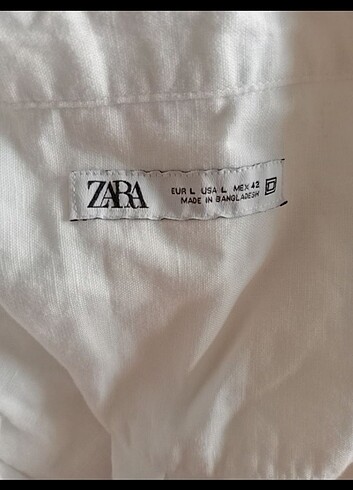 ZARA
EUR L USA L MEX 42
MADE IN BANGLADESH